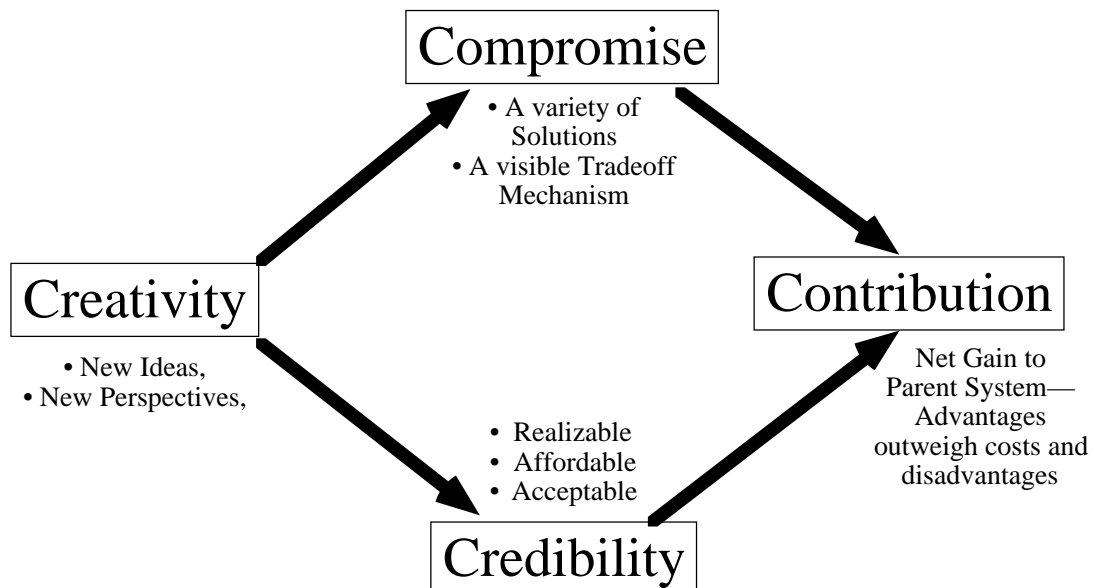 Compromise
• A variety of
Solutions
• A visible Tradeoff
Mechanism
Creativity
• New Ideas,
• New Perspectives,
Contribution
Net Gain to
Parent System—
Advantages
outweigh costs and
disadvantages
• Realizable
• Affordable
• Acceptable
Credibility